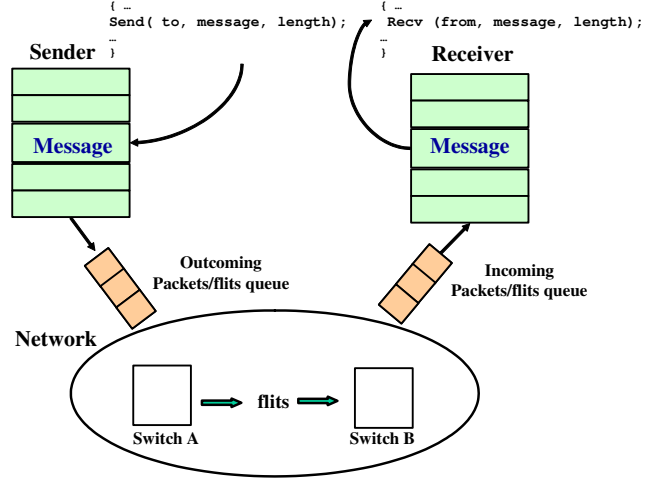 { …
Send( to, message, length);
…
}
Sender
Message
{ …
Recv (from, message, length);
…
}
Receiver
Message
Outcoming
Packets/flits queue
Incoming
Packets/flits queue
Network
flits
Switch A
Switch B